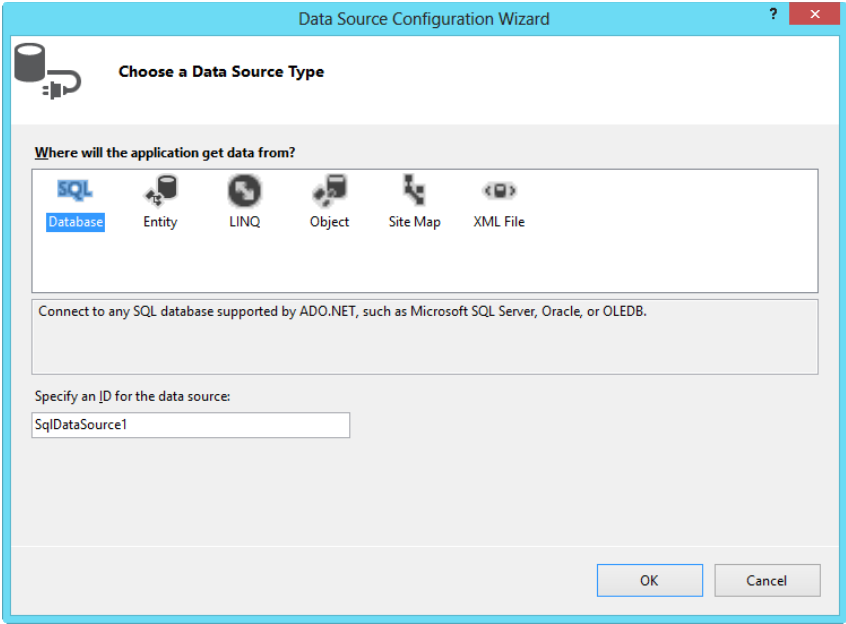 Data Source Configuration Wizard
?
Choose a Data Source Type
Where will the application get data from?
SQL
Database Entity LINQ Object Site Map XML File
Connect to any SQL database supported by ADO.NET, such as Microsoft SQL Server, Oracle, or OLEDB.
Specify an ID for the data source:
SqlDataSource1
OK Cancel